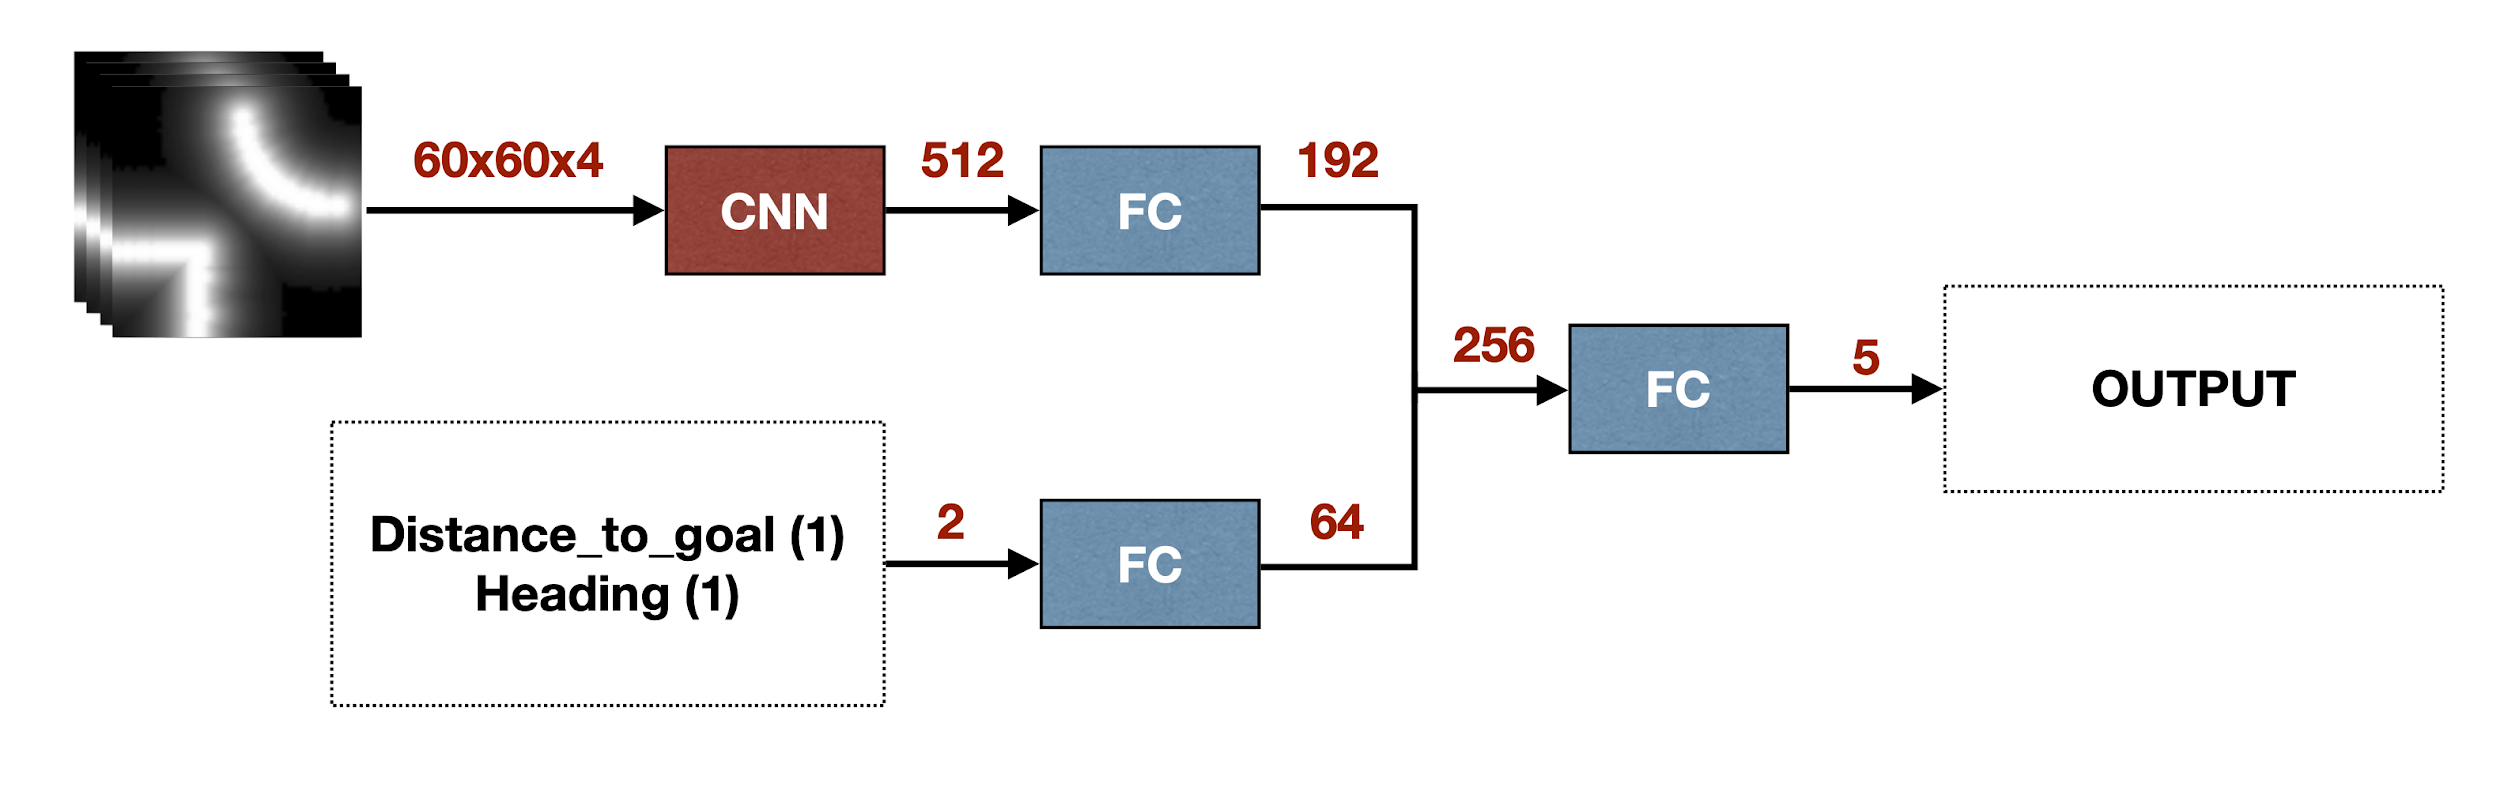 60x60x4
CNN
512
FC
192
256
FC
5
OUTPUT
Distance_to_goal (1)
Heading (1)
2
FC
64